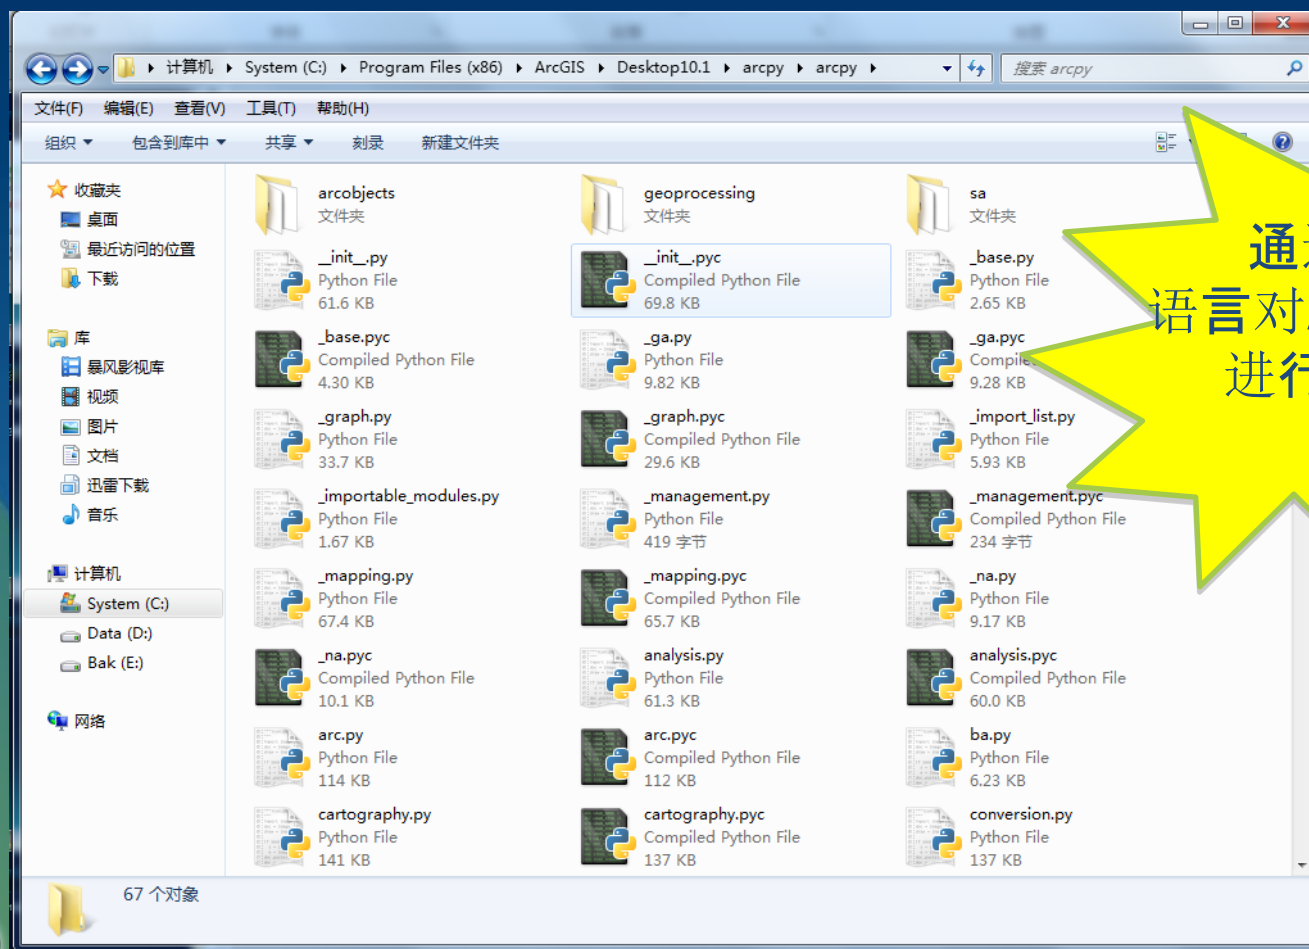 计算机 ▸ System (C:) ▸ Program Files (x86) ▸ ArcGIS ▸ Desktop10.1 ▸ arcpy ▸ arcpy ▸
搜索 arcpy
文件(F) 编辑(E) 查看(V) 工具(T) 帮助(H)
组织 包含到库中 共享 刻录 新建文件夹
收藏夹
桌面
最近访问的位置
下载
库
暴风影视库
视频
图片
文档
迅雷下载
音乐
计算机
System (C:)
Data (D:)
Bak (E:)
网络
arcobjects
文件夹
geoprocessing
文件夹
sa
文件夹
__init__.py
Python File
61.6 KB
__init__.pyc
Compiled Python File
69.8 KB
_base.py
Python File
2.65 KB
_base.pyc
Compiled Python File
4.30 KB
_ga.py
Python File
9.82 KB
_ga.pyc
9.28 KB
_graph.py
Python File
33.7 KB
_graph.pyc
Compiled Python File
29.6 KB
_import_list.py
Python File
5.93 KB
_importable_modules.py
Python File
1.67 KB
_management.py
Python File
419 字节
_management.pyc
Compiled Python File
234 字节
_mapping.py
Python File
67.4 KB
_mapping.pyc
Compiled Python File
65.7 KB
_na.py
Python File
9.17 KB
_na.pyc
Compiled Python File
10.1 KB
analysis.py
Python File
61.3 KB
analysis.pyc
Compiled Python File
60.0 KB
arc.py
Python File
114 KB
arc.pyc
Compiled Python File
112 KB
ba.py
Python File
6.23 KB
cartography.py
Python File
141 KB
cartography.pyc
Compiled Python File
137 KB
conversion.py
Python File
137 KB
67 个对象
通
语言对
进行